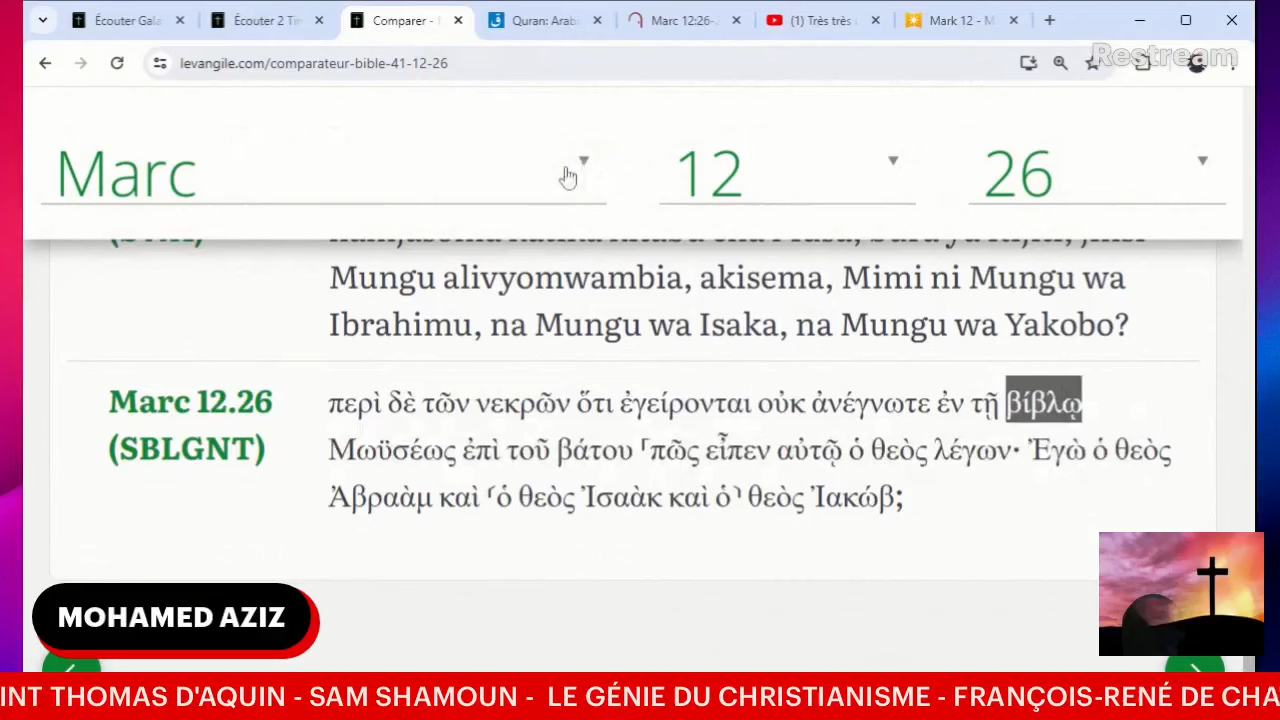 Écouter Gala
Écouter 2 Tim
Comparer -
Quran: Arab
Marc 12:26-
(1) Très très
Mark 12 - M
levangile.com/comparateur-bible-41-12-26
Restream
Marc
12
26
Mungu alivyomwambia, akisema, Mimi ni Mungu wa
Ibrahimu, na Mungu wa Isaka, na Mungu wa Yakobo?
Marc 12.26
(SBLGNT)
περὶ δὲ τῶν νεκρῶν ὅτι ἐγείρονται οὐκ ἀνέγνωτε ἐν τῇ βίβλῳ
Μωϋσέως ἐπὶ τοῦ βάτου ⸀πῶς εἶπεν αὐτῷ ὁ θεὸς λέγων· Ἐγὼ ὁ θεὸς
Ἀβραὰμ καὶ ⸂ὁ θεὸς Ἰσαὰκ καὶ ὁ⸃ θεὸς Ἰακώβ;
MOHAMED AZIZ
INT THOMAS D'AQUIN - SAM SHAMOUN - LE GÉNIE DU CHRISTIANISME - FRANÇOIS-RENÉ DE CHA